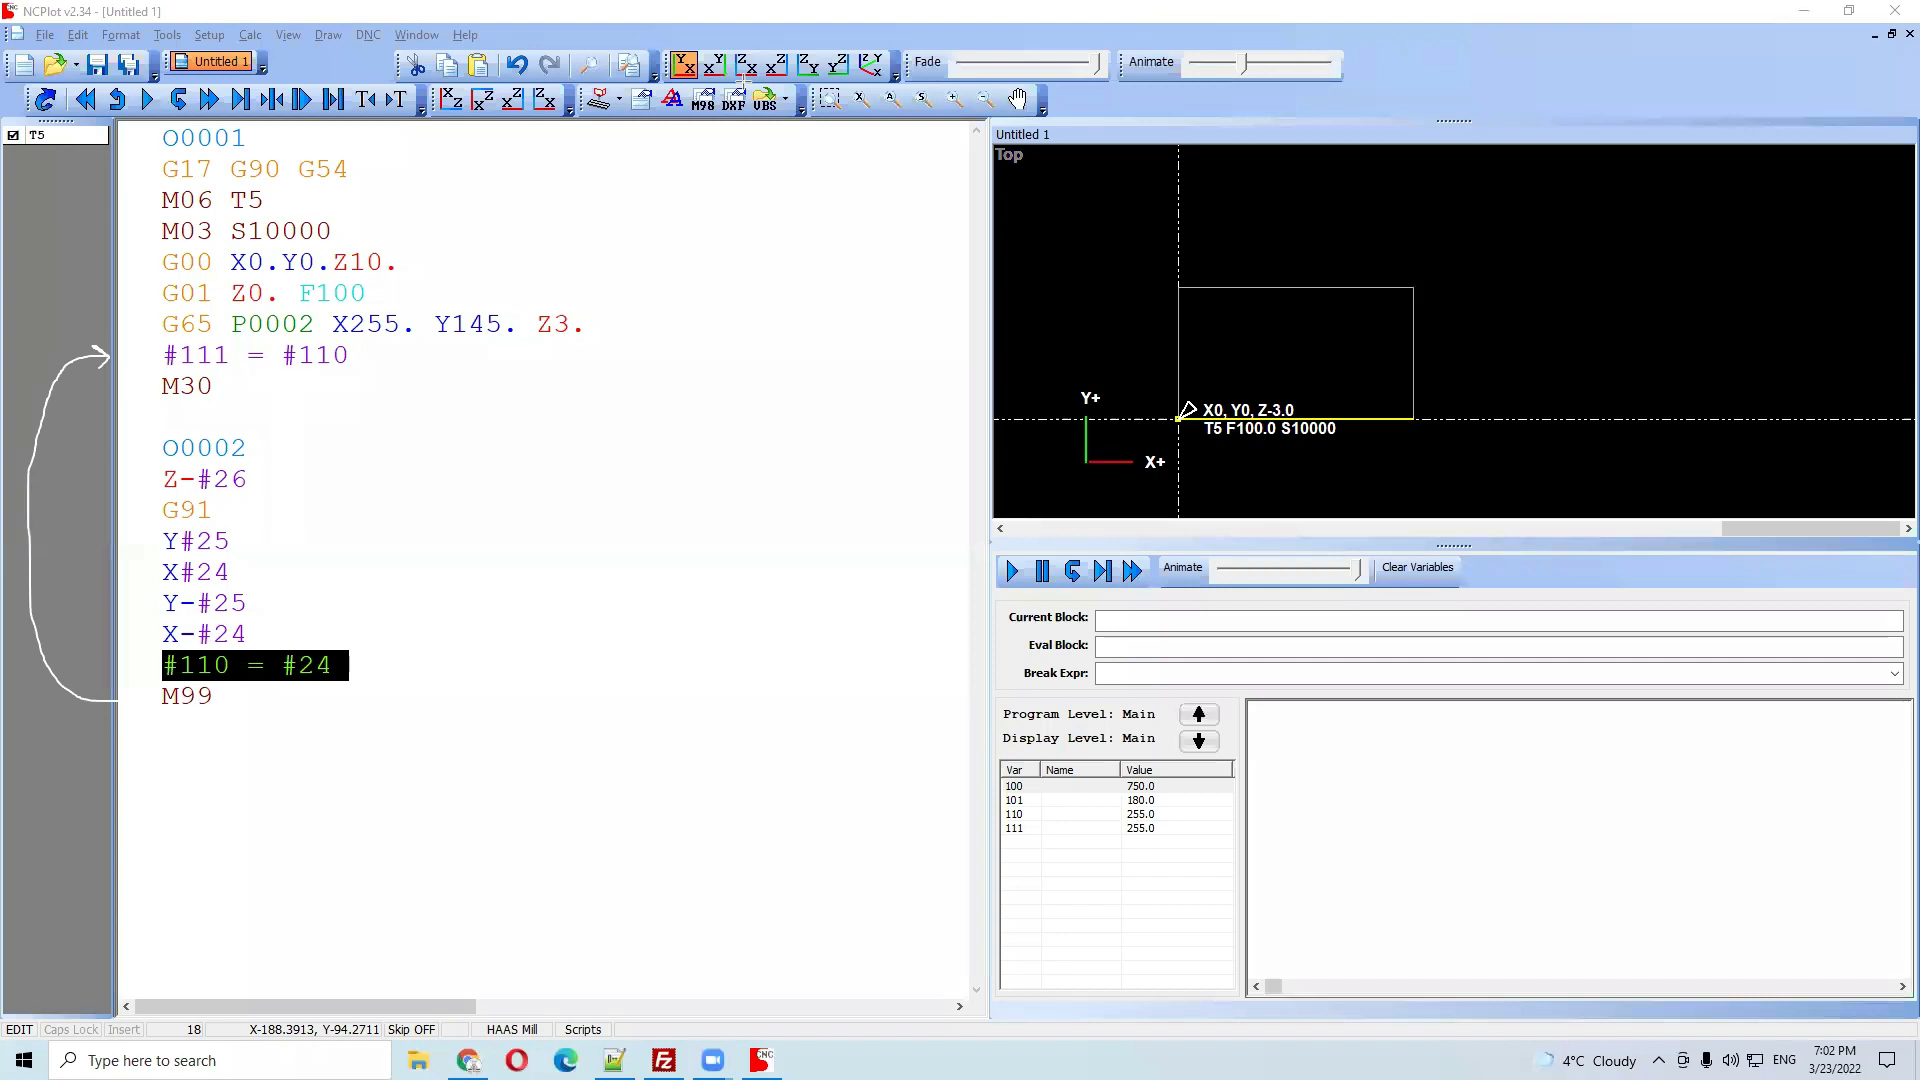 NCPlot v2.34 - [Untitled 1]
File Edit Format Tools Setup Calc View Draw DNC Window Help
Untitled 1
Fade
Animate
M98 DXF VBS
T5
O0001
G17 G90 G54
M06 T5
M03 S10000
G00 X0.Y0.Z10.
G01 Z0. F100
G65 P0002 X255. Y145. Z3.
#111 = #110
M30
O0002
Z-#26
G91
Y#25
X#24
Y-#25
X-#24
#110 = #24
M99
Untitled 1
Top
Y+
X+
X0, Y0, Z-3.0
T5 F100.0 S10000
Animate
Clear Variables
Current Block:
Eval Block:
Break Expr:
Program Level: Main
Display Level: Main
Var Name Value
100 750.0
101 180.0
110 255.0
111 255.0
EDIT Caps Lock Insert 18 X-188.3913, Y-94.2711 Skip OFF HAAS Mill Scripts
Type here to search
4°C Cloudy
ENG
7:02 PM
3/23/2022